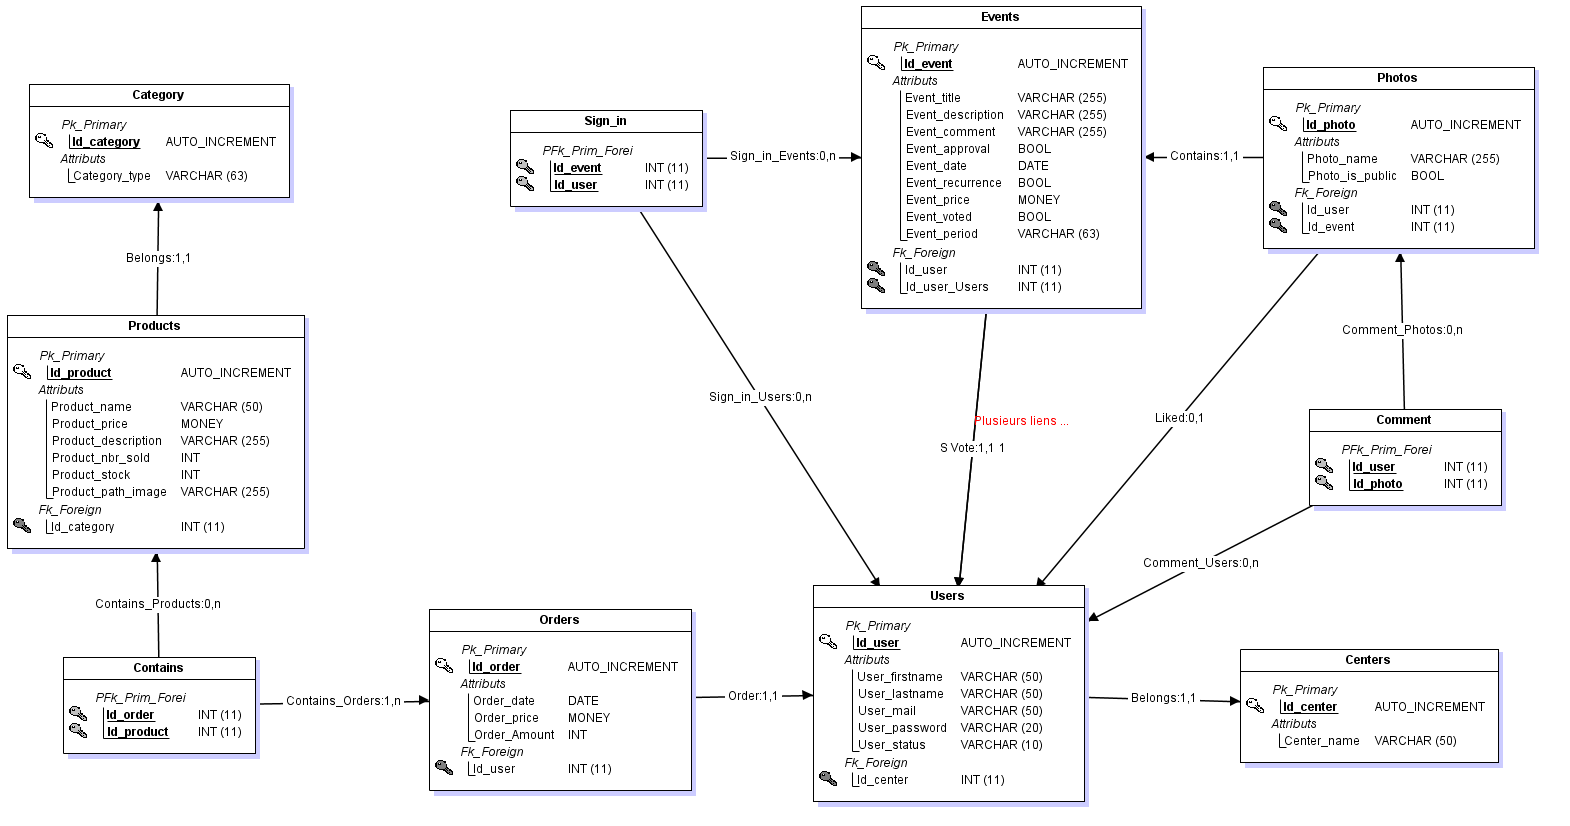 Category
Pk_Primary
Id_category AUTO_INCREMENT
Attributs
Category_type VARCHAR (63)
Belongs:1,1
Products
Pk_Primary
Id_product AUTO_INCREMENT
Attributs
Product_name VARCHAR (50)
Product_price MONEY
Product_description VARCHAR (255)
Product_nbr_sold INT
Product_stock INT
Product_path_image VARCHAR (255)
Fk_Foreign
Id_category INT (11)
Contains_Products:0,n
Contains
PFk_Prim_Forei
Id_order INT (11)
Id_product INT (11)
Contains_Orders:1,n
Orders
Pk_Primary
Id_order AUTO_INCREMENT
Attributs
Order_date DATE
Order_price MONEY
Order_Amount INT
Fk_Foreign
Id_user INT (11)
Order:1,1
Sign_in
PFk_Prim_Forei
Id_event INT (11)
Id_user INT (11)
Sign_in_Events:0,n
Sign_in_Users:0,n
Events
Pk_Primary
Id_event AUTO_INCREMENT
Attributs
Event_title VARCHAR (255)
Event_description VARCHAR (255)
Event_comment VARCHAR (255)
Event_approval BOOL
Event_date DATE
Event_recurrence BOOL
Event_price MONEY
Event_voted BOOL
Event_period VARCHAR (63)
Fk_Foreign
Id_user INT (11)
Id_user_Users INT (11)
Plusieurs liens ...
S Vote:1,1 1
Users
Pk_Primary
Id_user AUTO_INCREMENT
Attributs
User_firstname VARCHAR (50)
User_lastname VARCHAR (50)
User_mail VARCHAR (50)
User_password VARCHAR (20)
User_status VARCHAR (10)
Fk_Foreign
Id_center INT (11)
Contains:1,1
Photos
Pk_Primary
Id_photo AUTO_INCREMENT
Attributs
Photo_name VARCHAR (255)
Photo_is_public BOOL
Fk_Foreign
Id_user INT (11)
Id_event INT (11)
Liked:0,1
Comment_Photos:0,n
Comment
PFk_Prim_Forei
Id_user INT (11)
Id_photo INT (11)
Comment_Users:0,n
Belongs:1,1
Centers
Pk_Primary
Id_center AUTO_INCREMENT
Attributs
Center_name VARCHAR (50)